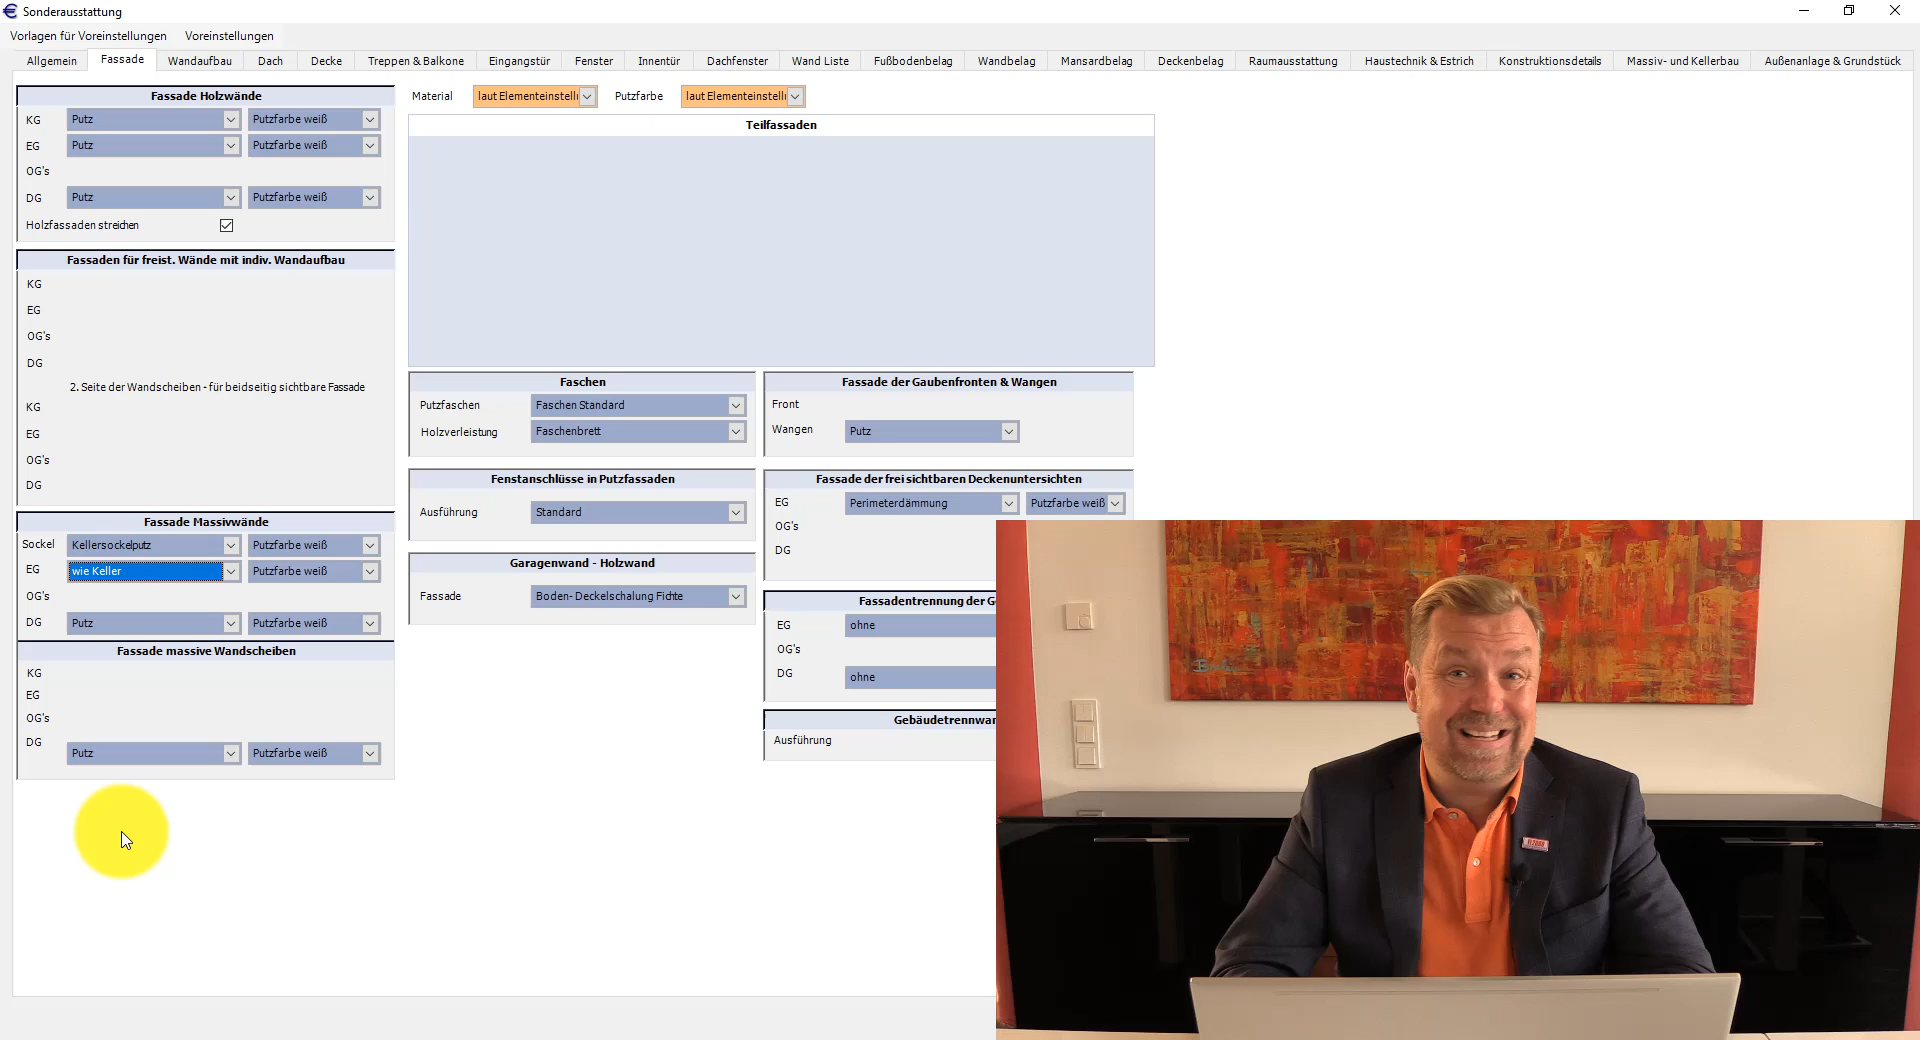 Sonderausstattung
Vorlagen für Voreinstellungen Voreinstellungen
Allgemein Fassade Wandaufbau Dach Decke Treppen & Balkone Eingangstür Fenster Innentür Dachfenster Wand Liste Fußbodenbelag Wandbelag Mansardbelag Deckenbelag Raumausstattung Haustechnik & Estrich Konstruktionsdetails Massiv- und Kellerbau Außenanlage & Grundstück
Fassade Holzwände
KG Putz Putzfarbe weiß
EG Putz Putzfarbe weiß
OG's
DG Putz Putzfarbe weiß
Holzfassaden streichen
Fassaden für freist. Wände mit indiv. Wandaufbau
KG
EG
OG's
DG
2. Seite der Wandscheiben - für beidseitig sichtbare Fassade
KG
EG
OG's
DG
Fassade Massivwände
Sockel Kellersockelputz Putzfarbe weiß
EG wie Keller Putzfarbe weiß
OG's
DG Putz Putzfarbe weiß
Fassade massive Wandscheiben
KG
EG
OG's
DG
Putz Putzfarbe weiß
Material laut Elementeinstell Putzfarbe laut Elementeinstell
Teilfassaden
Faschen
Putzfaschen Faschen Standard
Holzverleistung Faschenbrett
Fenstanschlüsse in Putzfassaden
Ausführung Standard
Garagenwand - Holzwand
Fassade Boden- Deckelschalung Fichte
Fassade der Gaubenfronten & Wangen
Front
Wangen Putz
Fassade der frei sichtbaren Deckenuntersichten
EG Perimeterdämmung Putzfarbe weiß
OG's
DG
Fassadentrennung der G
EG ohne
OG's
DG ohne
Gebäudetrennwan
Ausführung